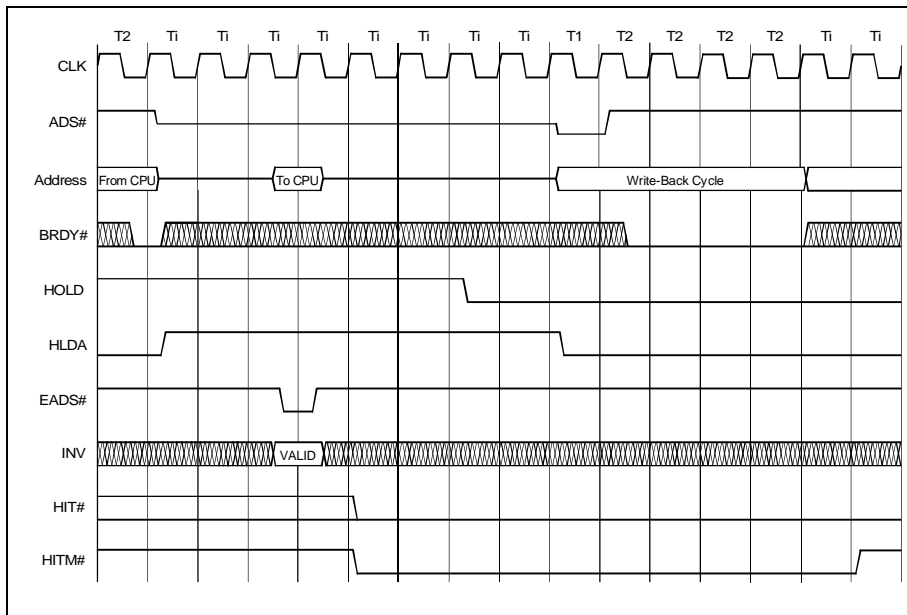 T2 Ti Ti Ti Ti Ti Ti Ti Ti T1 T2 T2 T2 T2 Ti Ti
CLK
ADS#
Address From CPU To CPU Write-Back Cycle
BRDY#
HOLD
HLDA
EADS#
INV VALID
HIT#
HITM#